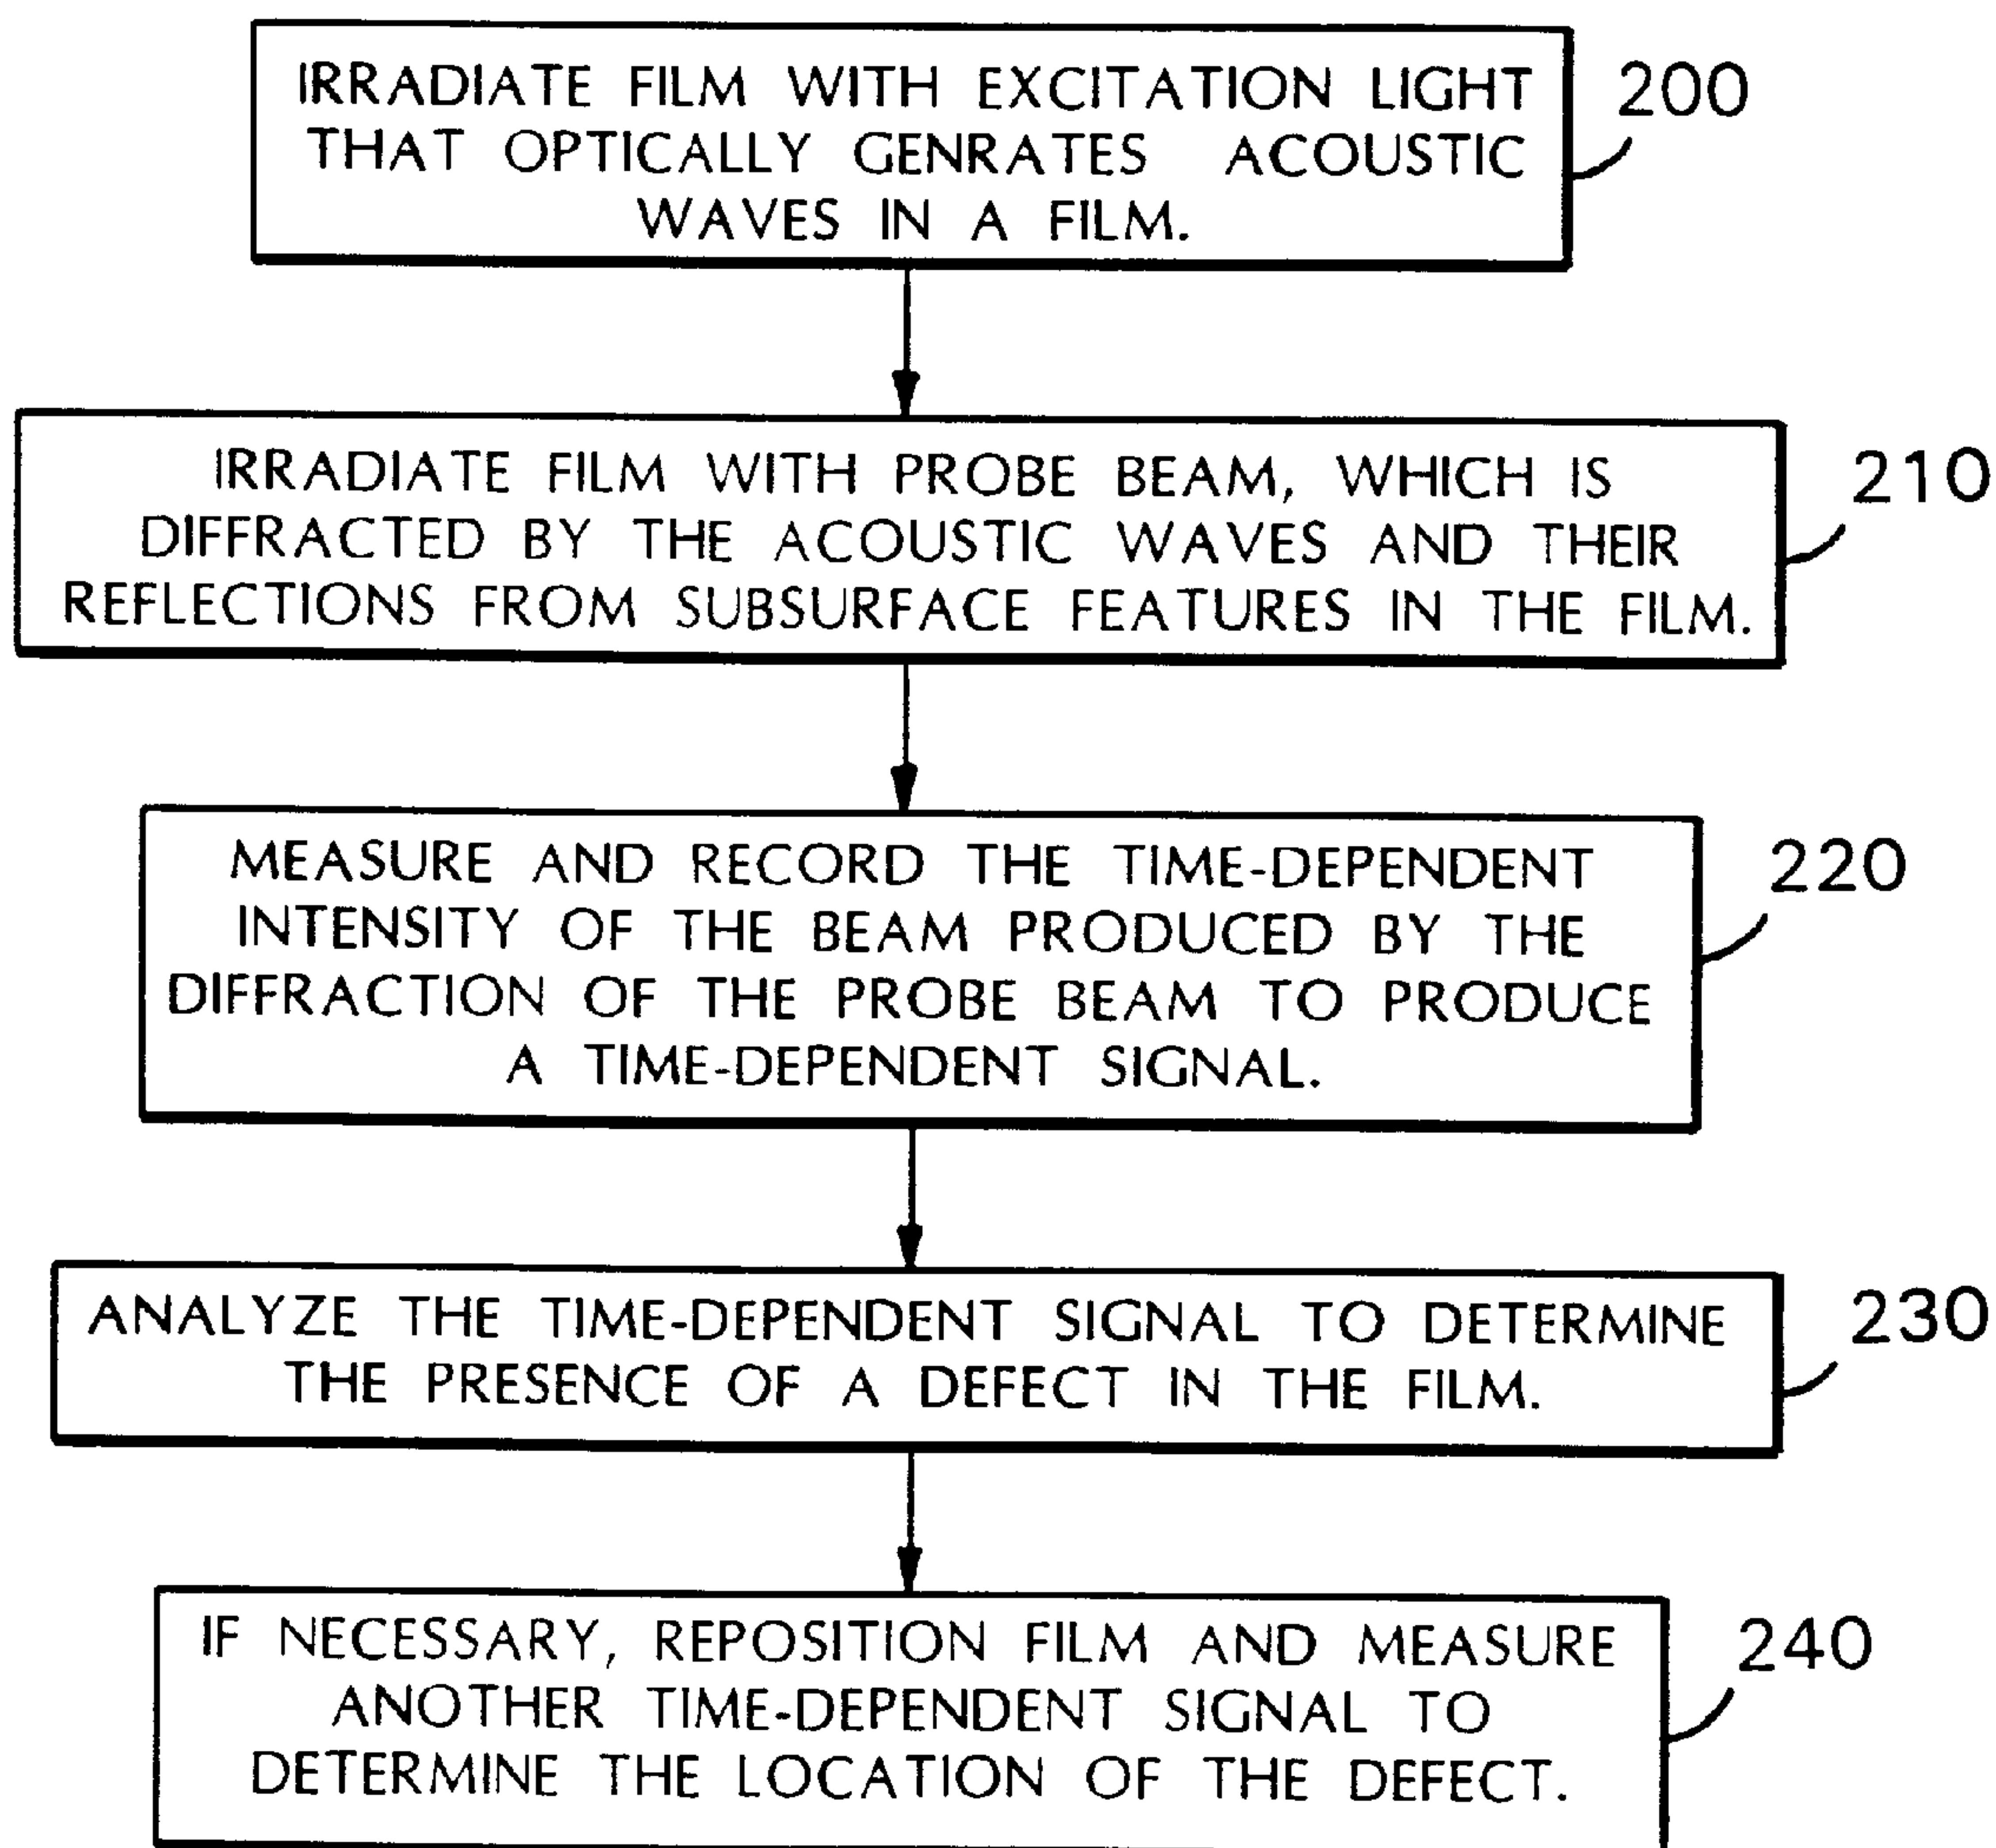 IRRADIATE FILM WITH EXCITATION LIGHT
THAT OPTICALLY GENRATES ACOUSTIC
WAVES IN A FILM.
200
IRRADIATE FILM WITH PROBE BEAM, WHICH IS
DIFFRACTED BY THE ACOUSTIC WAVES AND THEIR
REFLECTIONS FROM SUBSURFACE FEATURES IN THE FILM.
210
MEASURE AND RECORD THE TIME-DEPENDENT
INTENSITY OF THE BEAM PRODUCED BY THE
DIFFRACTION OF THE PROBE BEAM TO PRODUCE
A TIME-DEPENDENT SIGNAL.
220
ANALYZE THE TIME-DEPENDENT SIGNAL TO DETERMINE
THE PRESENCE OF A DEFECT IN THE FILM.
230
IF NECESSARY, REPOSITION FILM AND MEASURE
ANOTHER TIME-DEPENDENT SIGNAL TO
DETERMINE THE LOCATION OF THE DEFECT.
240